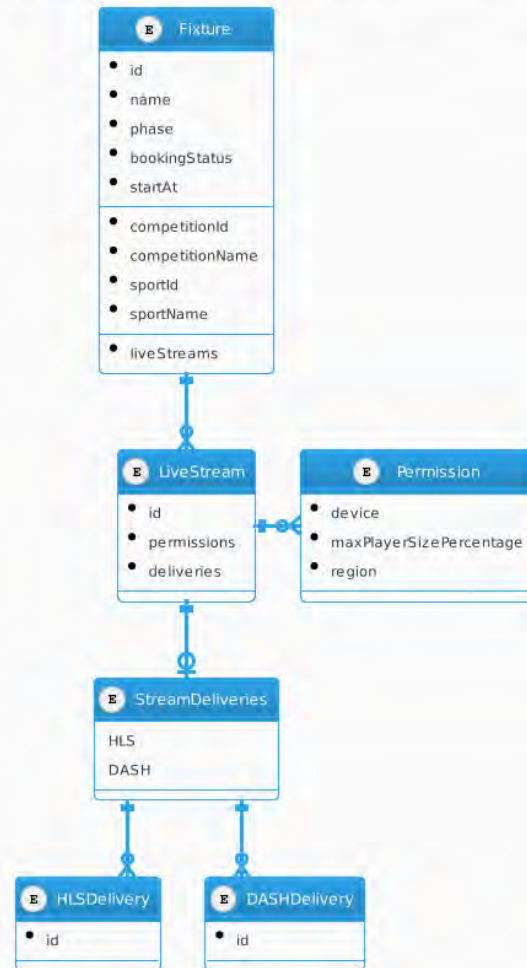 E Fixture
id
name
phase
bookingStatus
startAt
competitionId
competitionName
sportId
sportName
liveStreams
E LiveStream
id
permissions
deliveries
E Permission
device
maxPlayerSizePercentage
region
E StreamDeliveries
HLS
DASH
E HLSDelivery
id
E DASHDelivery
id